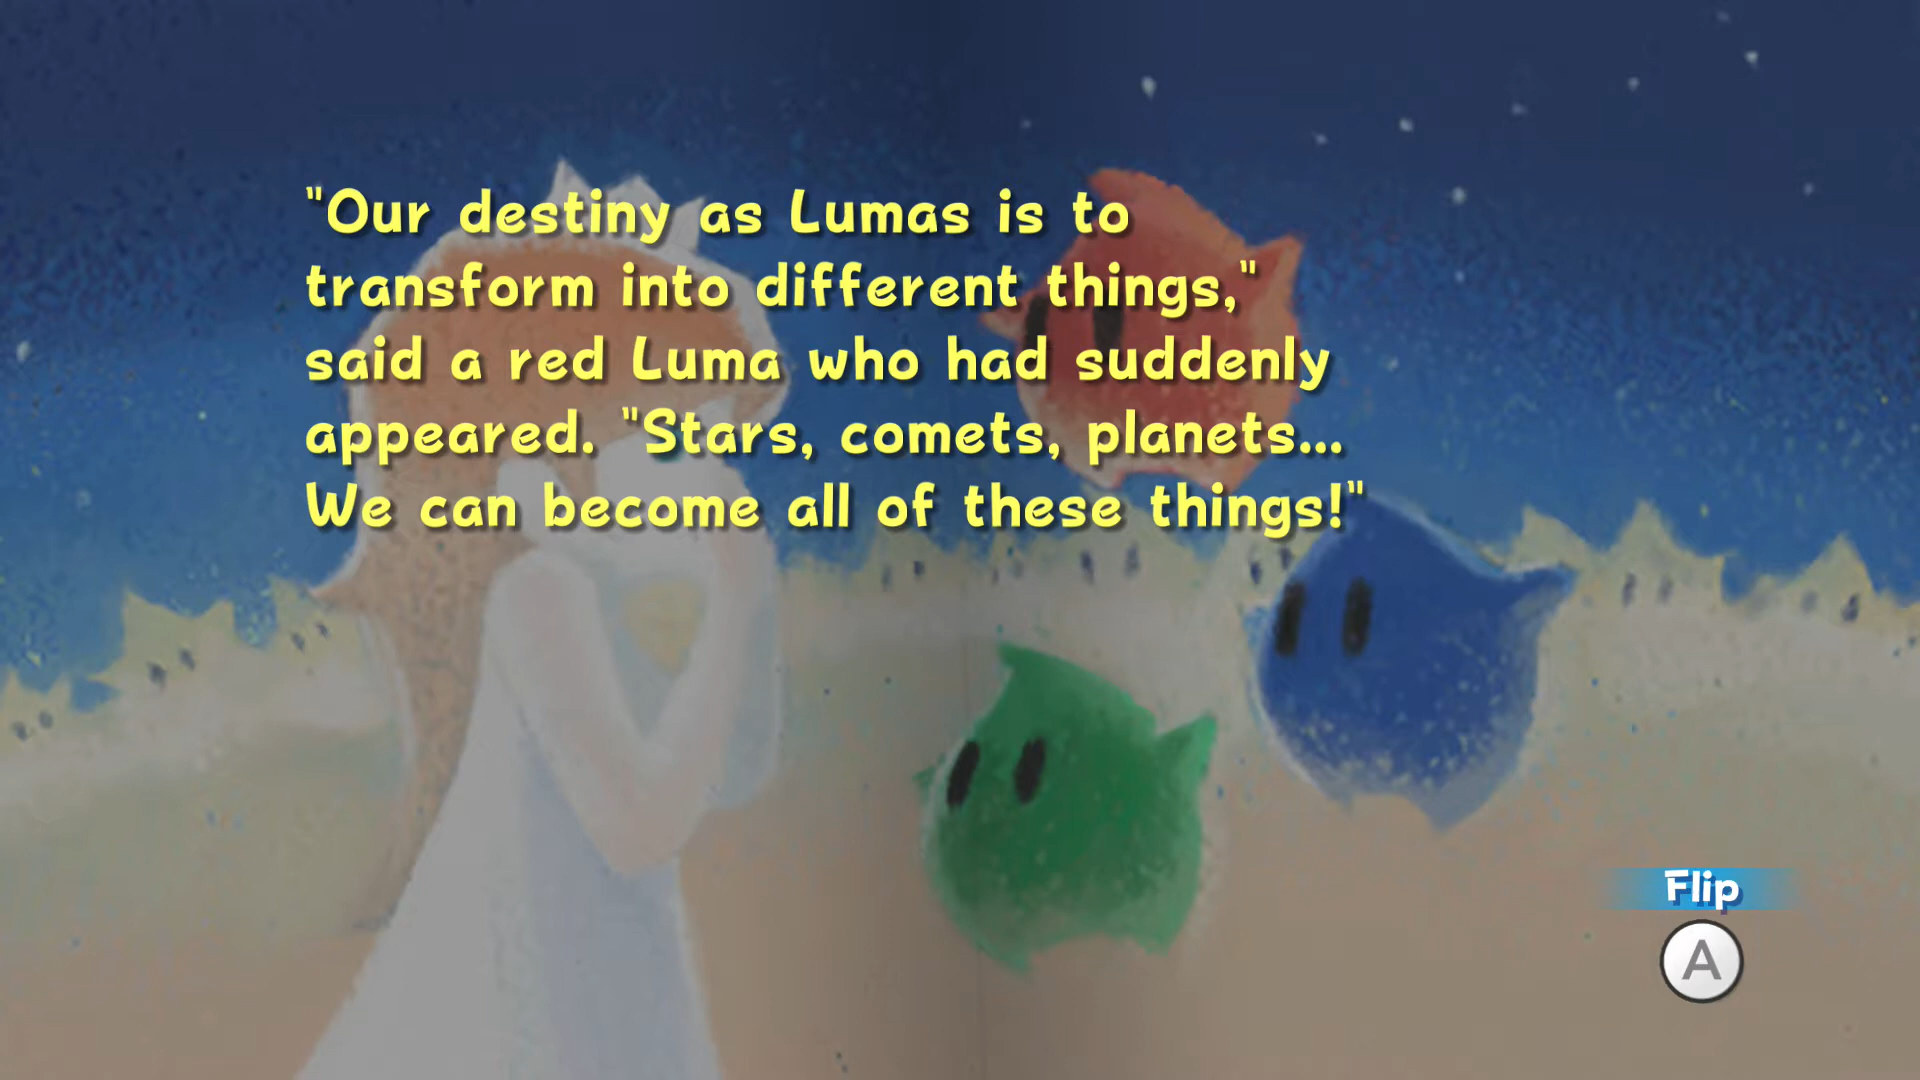 "Our destiny as Lumas is to
transform into different things,"
said a red Luma who had suddenly
appeared. "Stars, comets, planets...
We can become all of these things!"
Flip
A